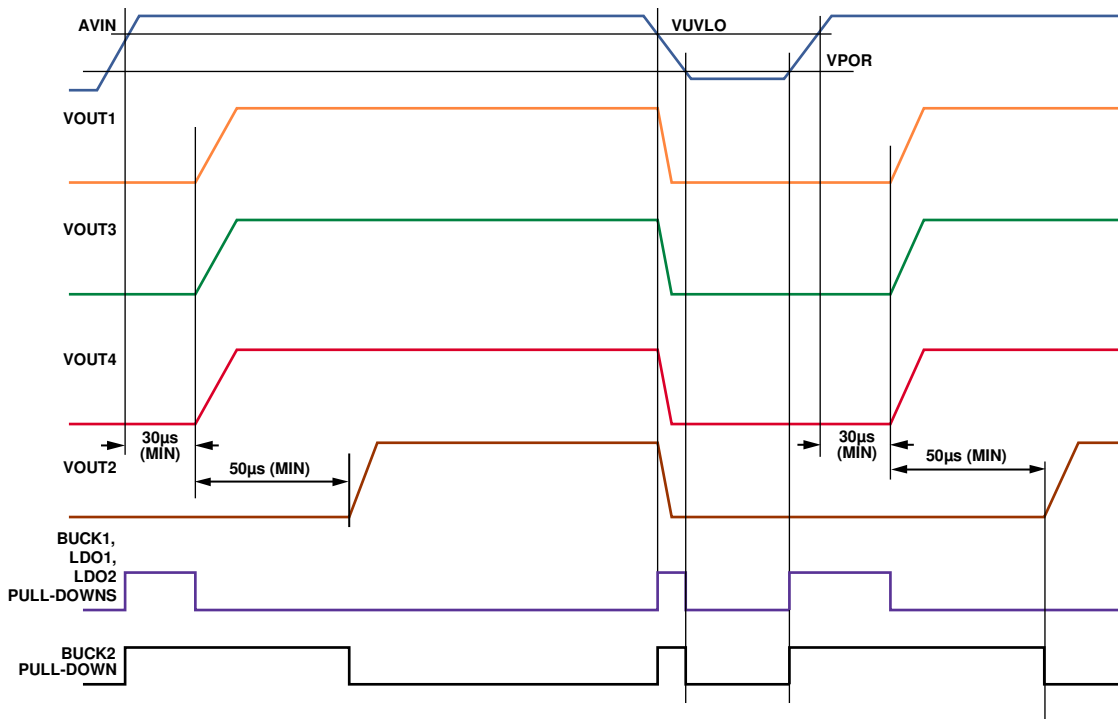 AVIN
VUVLO
VPOR
VOUT1
VOUT3
VOUT4
30µs
(MIN)
30µs
(MIN)
VOUT2
50µs (MIN)
50µs (MIN)
BUCK1,
LDO1,
LDO2
PULL-DOWNS
BUCK2
PULL-DOWN